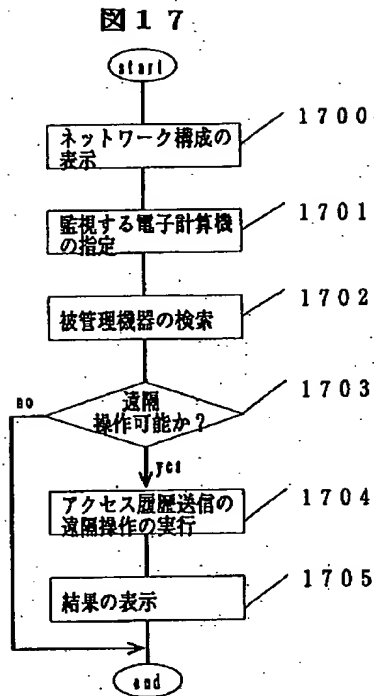 図17
start
ネットワーク構成の
表示
1700
監視する電子計算機
の指定
1701
被管理機器の検索
1702
遠隔
操作可能か?
1703
no
yes
アクセス履歴送信の
遠隔操作の実行
1704
結果の表示
1705
end